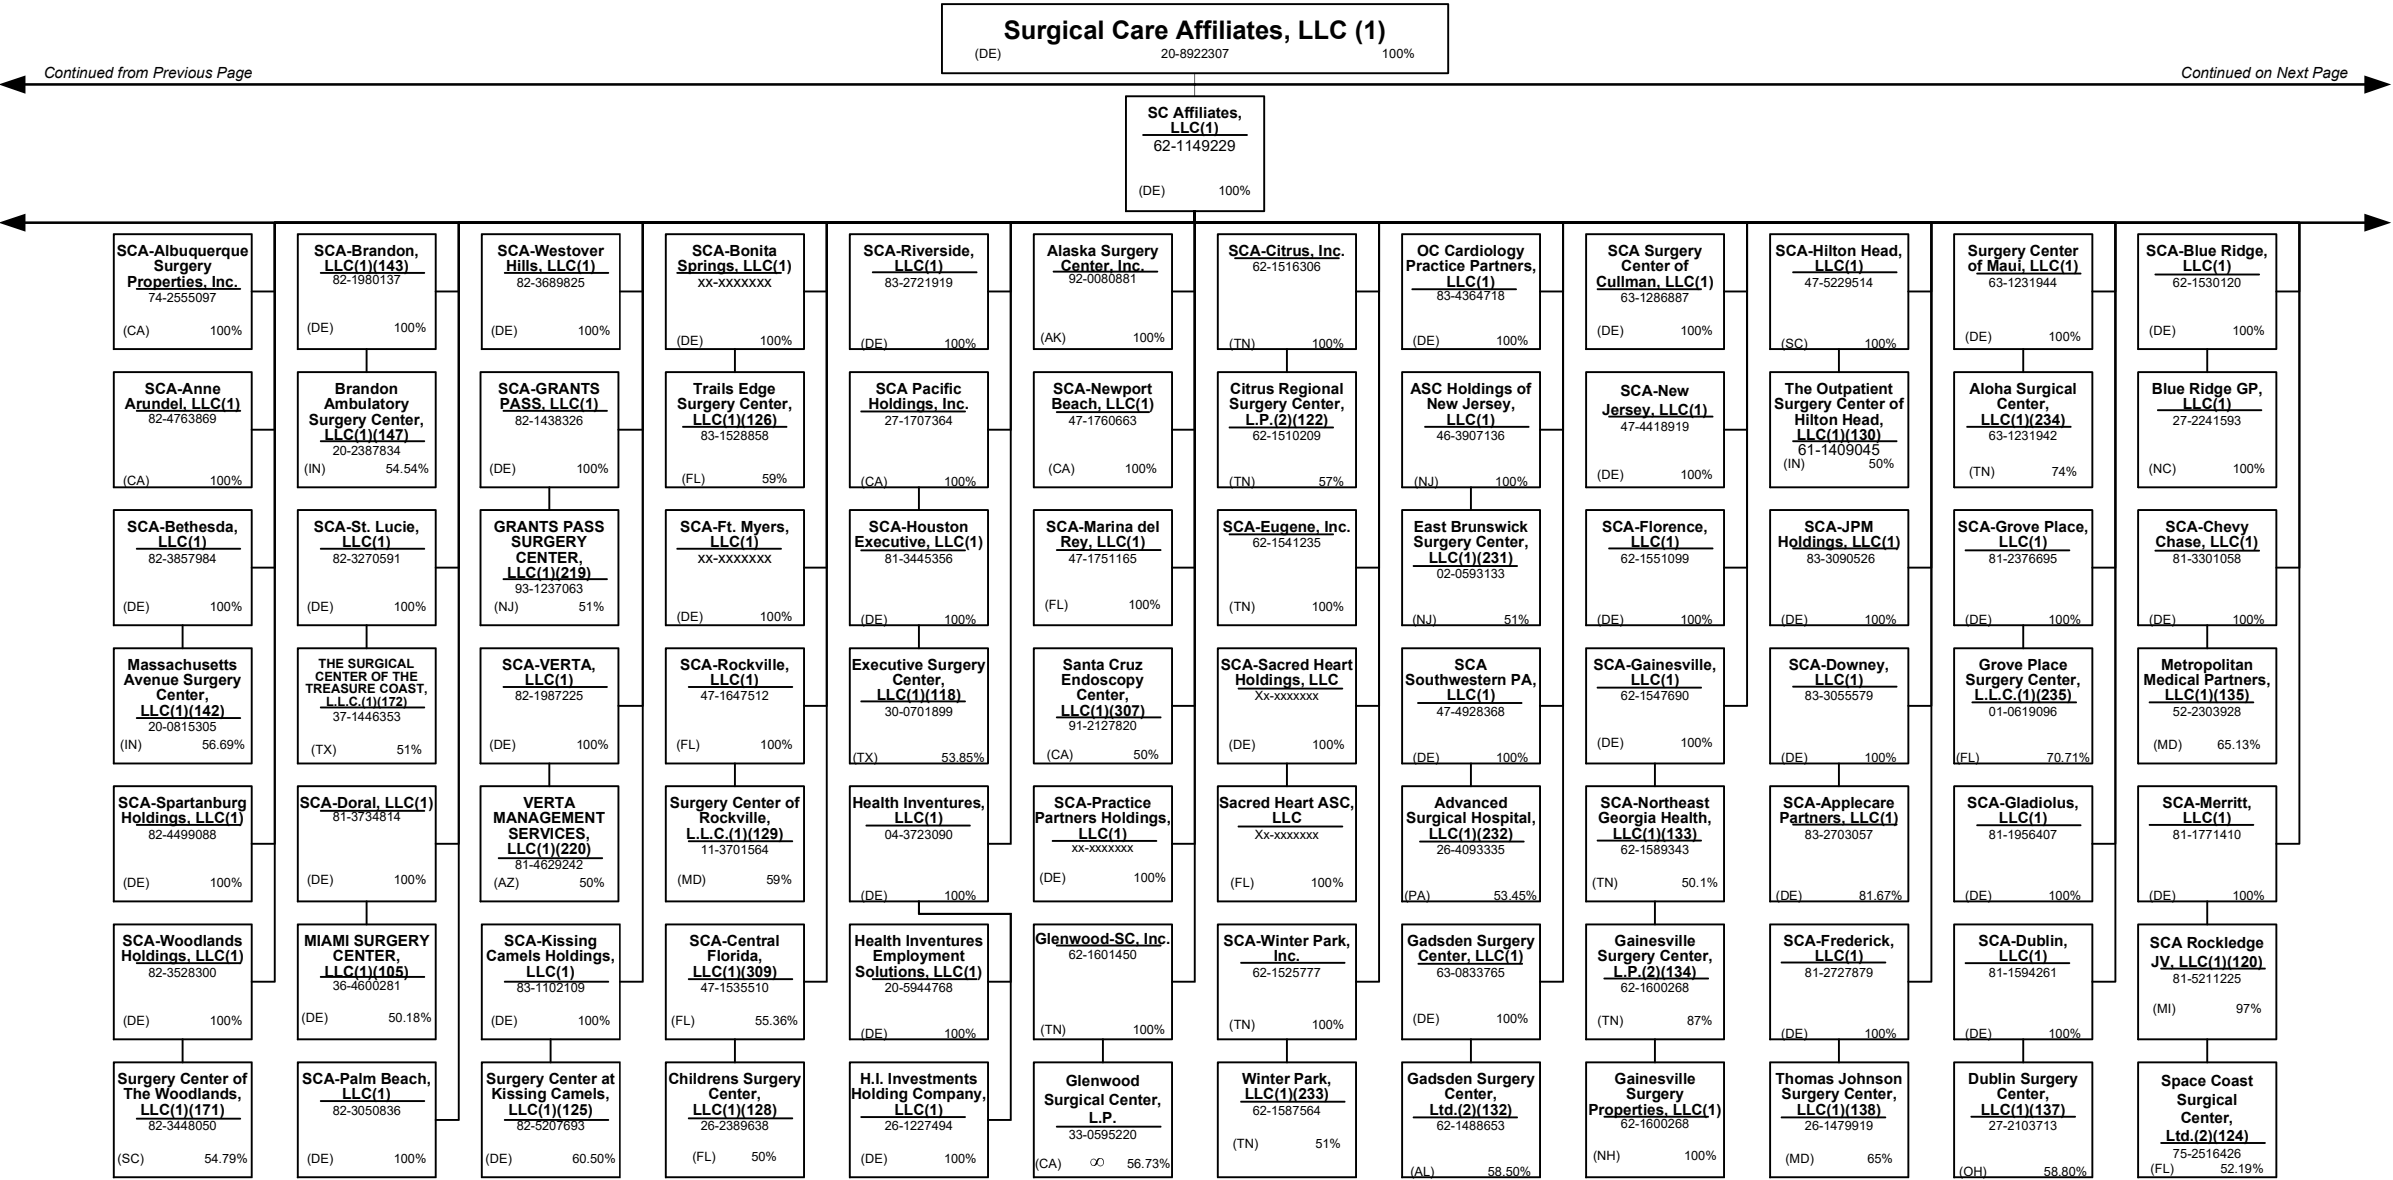 Surgical Care Affiliates, LLC (1)
(DE) 20-8922307 100%
Continued from Previous Page
Continued on Next Page
SC Affiliates,
LLC(1)
62-1149229
(DE) 100%
SCA-Albuquerque
Surgery
Properties, Inc.
74-2555097
(CA) 100%
SCA-Brandon,
LLC(1)(143)
82-1980137
(DE) 100%
SCA-Westover
Hills, LLC(1)
82-3689825
(DE) 100%
SCA-Bonita
Springs, LLC(1)
xx-xxxxxxx
(DE) 100%
SCA-Riverside,
LLC(1)
83-2721919
(DE) 100%
Alaska Surgery
Center, Inc.
92-0080881
(AK) 100%
SCA-Citrus, Inc.
62-1516306
(TN) 100%
OC Cardiology
Practice Partners,
LLC(1)
83-4364718
(DE) 100%
SCA Surgery
Center of
Cullman, LLC(1)
63-1286887
(DE) 100%
SCA-Hilton Head,
LLC(1)
47-5229514
(SC) 100%
Surgery Center
of Maui, LLC(1)
63-1231944
(DE) 100%
SCA-Blue Ridge,
LLC(1)
62-1530120
(DE) 100%
SCA-Anne
Arundel, LLC(1)
82-4763869
(CA) 100%
Brandon
Ambulatory
Surgery Center,
LLC(1)(147)
20-2387834
(IN) 54.54%
SCA-GRANTS
PASS, LLC(1)
82-1438326
(DE) 100%
Trails Edge
Surgery Center,
LLC(1)(126)
83-1528858
(FL) 59%
SCA Pacific
Holdings, Inc.
27-1707364
(CA) 100%
SCA-Newport
Beach, LLC(1)
47-1760663
(CA) 100%
Citrus Regional
Surgery Center,
L.P.(2)(122)
62-1510209
(TN) 57%
ASC Holdings of
New Jersey,
LLC(1)
46-3907136
(NJ) 100%
SCA-New
Jersey, LLC(1)
47-4418919
(DE) 100%
The Outpatient
Surgery Center of
Hilton Head,
LLC(1)(130)
61-1409045
(IN) 50%
Aloha Surgical
Center,
LLC(1)(234)
63-1231942
(TN) 74%
Blue Ridge GP,
LLC(1)
27-2241593
(NC) 100%
SCA-Bethesda,
LLC(1)
82-3857984
(DE) 100%
SCA-St. Lucie,
LLC(1)
82-3270591
(DE) 100%
GRANTS PASS
SURGERY
CENTER,
LLC(1)(219)
93-1237063
(NJ) 51%
SCA-Ft. Myers,
LLC(1)
xx-xxxxxxx
(DE) 100%
SCA-Houston
Executive, LLC(1)
81-3445356
(DE) 100%
SCA-Marina del
Rey, LLC(1)
47-1751165
(FL) 100%
SCA-Eugene, Inc.
62-1541235
(TN) 100%
East Brunswick
Surgery Center,
LLC(1)(231)
02-0593133
(NJ) 51%
SCA-Florence,
LLC(1)
62-1551099
(DE) 100%
SCA-JPM
Holdings, LLC(1)
83-3090526
(DE) 100%
SCA-Grove Place,
LLC(1)
81-2376695
(DE) 100%
SCA-Chevy
Chase, LLC(1)
81-3301058
(DE) 100%
Massachusetts
Avenue Surgery
Center,
LLC(1)(142)
20-0815305
(IN) 56.69%
THE SURGICAL
CENTER OF THE
TREASURE COAST,
L.L.C.(1)(172)
37-1446353
(TX) 51%
SCA-VERTA,
LLC(1)
82-1987225
(DE) 100%
SCA-Rockville,
LLC(1)
47-1647512
(FL) 100%
Executive Surgery
Center,
LLC(1)(118)
30-0701899
(TX) 53.85%
Santa Cruz
Endoscopy
Center,
LLC(1)(307)
91-2127820
(CA) 50%
SCA-Sacred Heart
Holdings, LLC
Xx-xxxxxxx
(DE) 100%
SCA
Southwestern PA,
LLC(1)
47-4928368
(DE) 100%
SCA-Gainesville,
LLC(1)
62-1547690
(DE) 100%
SCA-Downey,
LLC(1)
83-3055579
(DE) 100%
Grove Place
Surgery Center,
L.L.C.(1)(235)
01-0619096
(FL) 70.71%
Metropolitan
Medical Partners,
LLC(1)(135)
52-2303928
(MD) 65.13%
SCA-Spartanburg
Holdings, LLC(1)
82-4499088
(DE) 100%
SCA-Doral, LLC(1)
81-3734814
(DE) 100%
VERTA
MANAGEMENT
SERVICES,
LLC(1)(220)
81-4629242
(AZ) 50%
Surgery Center of
Rockville,
L.L.C.(1)(129)
11-3701564
(MD) 59%
Health Inventures,
LLC(1)
04-3723090
(DE) 100%
SCA-Practice
Partners Holdings,
LLC(1)
xx-xxxxxxx
(DE) 100%
Sacred Heart ASC,
LLC
Xx-xxxxxxx
(FL) 100%
Advanced
Surgical Hospital,
LLC(1)(232)
26-4093335
(PA) 53.45%
SCA-Northeast
Georgia Health,
LLC(1)(133)
62-1589343
(TN) 50.1%
SCA-Applecare
Partners, LLC(1)
83-2703057
(DE) 81.67%
SCA-Gladiolus,
LLC(1)
81-1956407
(DE) 100%
SCA-Merritt,
LLC(1)
81-1771410
(DE) 100%
SCA-Woodlands
Holdings, LLC(1)
82-3528300
(DE) 100%
MIAMI SURGERY
CENTER,
LLC(1)(105)
36-4600281
(DE) 50.18%
SCA-Kissing
Camels Holdings,
LLC(1)
83-1102109
(DE) 100%
SCA-Central
Florida,
LLC(1)(309)
47-1535510
(FL) 55.36%
Health Inventures
Employment
Solutions, LLC(1)
20-5944768
(DE) 100%
Glenwood-SC, Inc.
62-1601450
(TN) 100%
SCA-Winter Park,
Inc.
62-1525777
(TN) 100%
Gadsden Surgery
Center, LLC(1)
63-0833765
(DE) 100%
Gainesville
Surgery Center,
L.P.(2)(134)
62-1600268
(TN) 87%
SCA-Frederick,
LLC(1)
81-2727879
(DE) 100%
SCA-Dublin,
LLC(1)
81-1594261
(DE) 100%
SCA Rockledge
JV, LLC(1)(120)
81-5211225
(MI) 97%
Surgery Center of
The Woodlands,
LLC(1)(171)
82-3448050
(SC) 54.79%
SCA-Palm Beach,
LLC(1)
82-3050836
(DE) 100%
Surgery Center at
Kissing Camels,
LLC(1)(125)
82-5207693
(DE) 60.50%
Childrens Surgery
Center,
LLC(1)(128)
26-2389638
(FL) 50%
H.I. Investments
Holding Company,
LLC(1)
26-1227494
(DE) 100%
Glenwood
Surgical Center,
L.P.
33-0595220
(CA) ∞ 56.73%
Winter Park,
LLC(1)(233)
62-1587564
(TN) 51%
Gadsden Surgery
Center,
Ltd.(2)(132)
62-1488653
(AL) 58.50%
Gainesville
Surgery
Properties, LLC(1)
62-1600268
(NH) 100%
Thomas Johnson
Surgery Center,
LLC(1)(138)
26-1479919
(MD) 65%
Dublin Surgery
Center,
LLC(1)(137)
27-2103713
(OH) 58.80%
Space Coast
Surgical
Center,
Ltd.(2)(124)
75-2516426
(FL) 52.19%